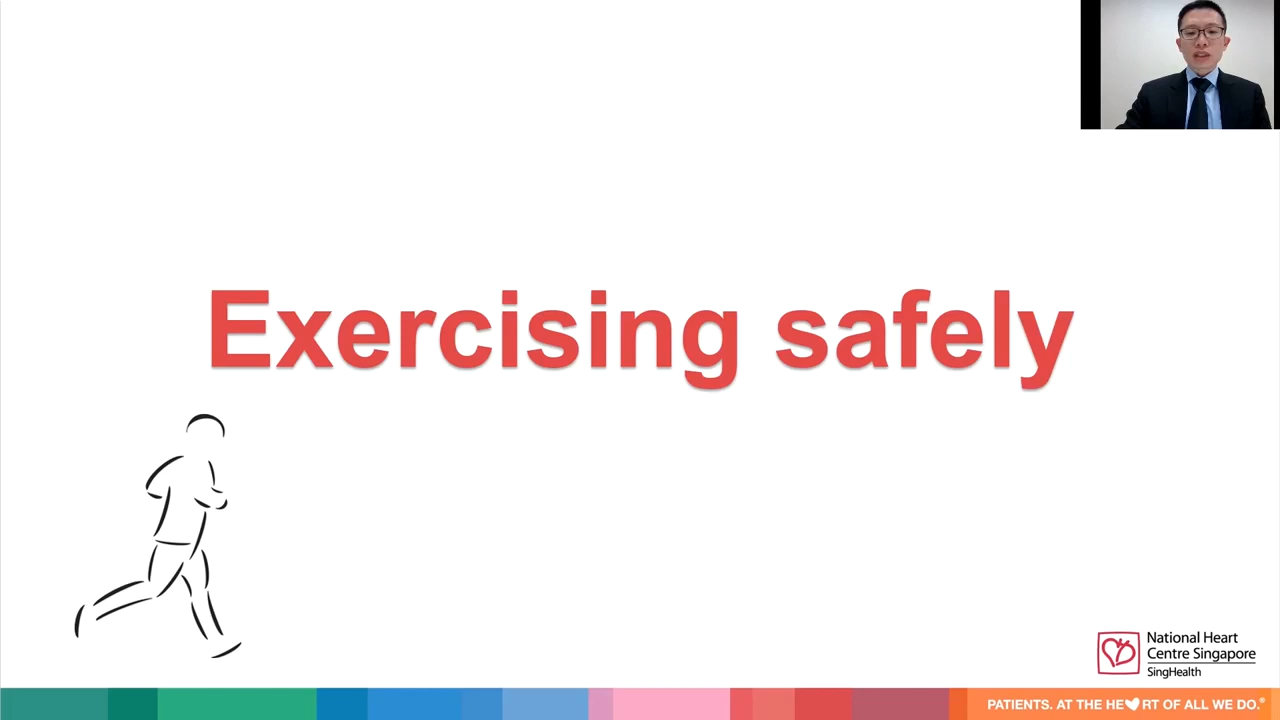 Exercising safely
National Heart
Centre Singapore
SingHealth
PATIENTS. AT THE HE♥RT OF ALL WE DO.®